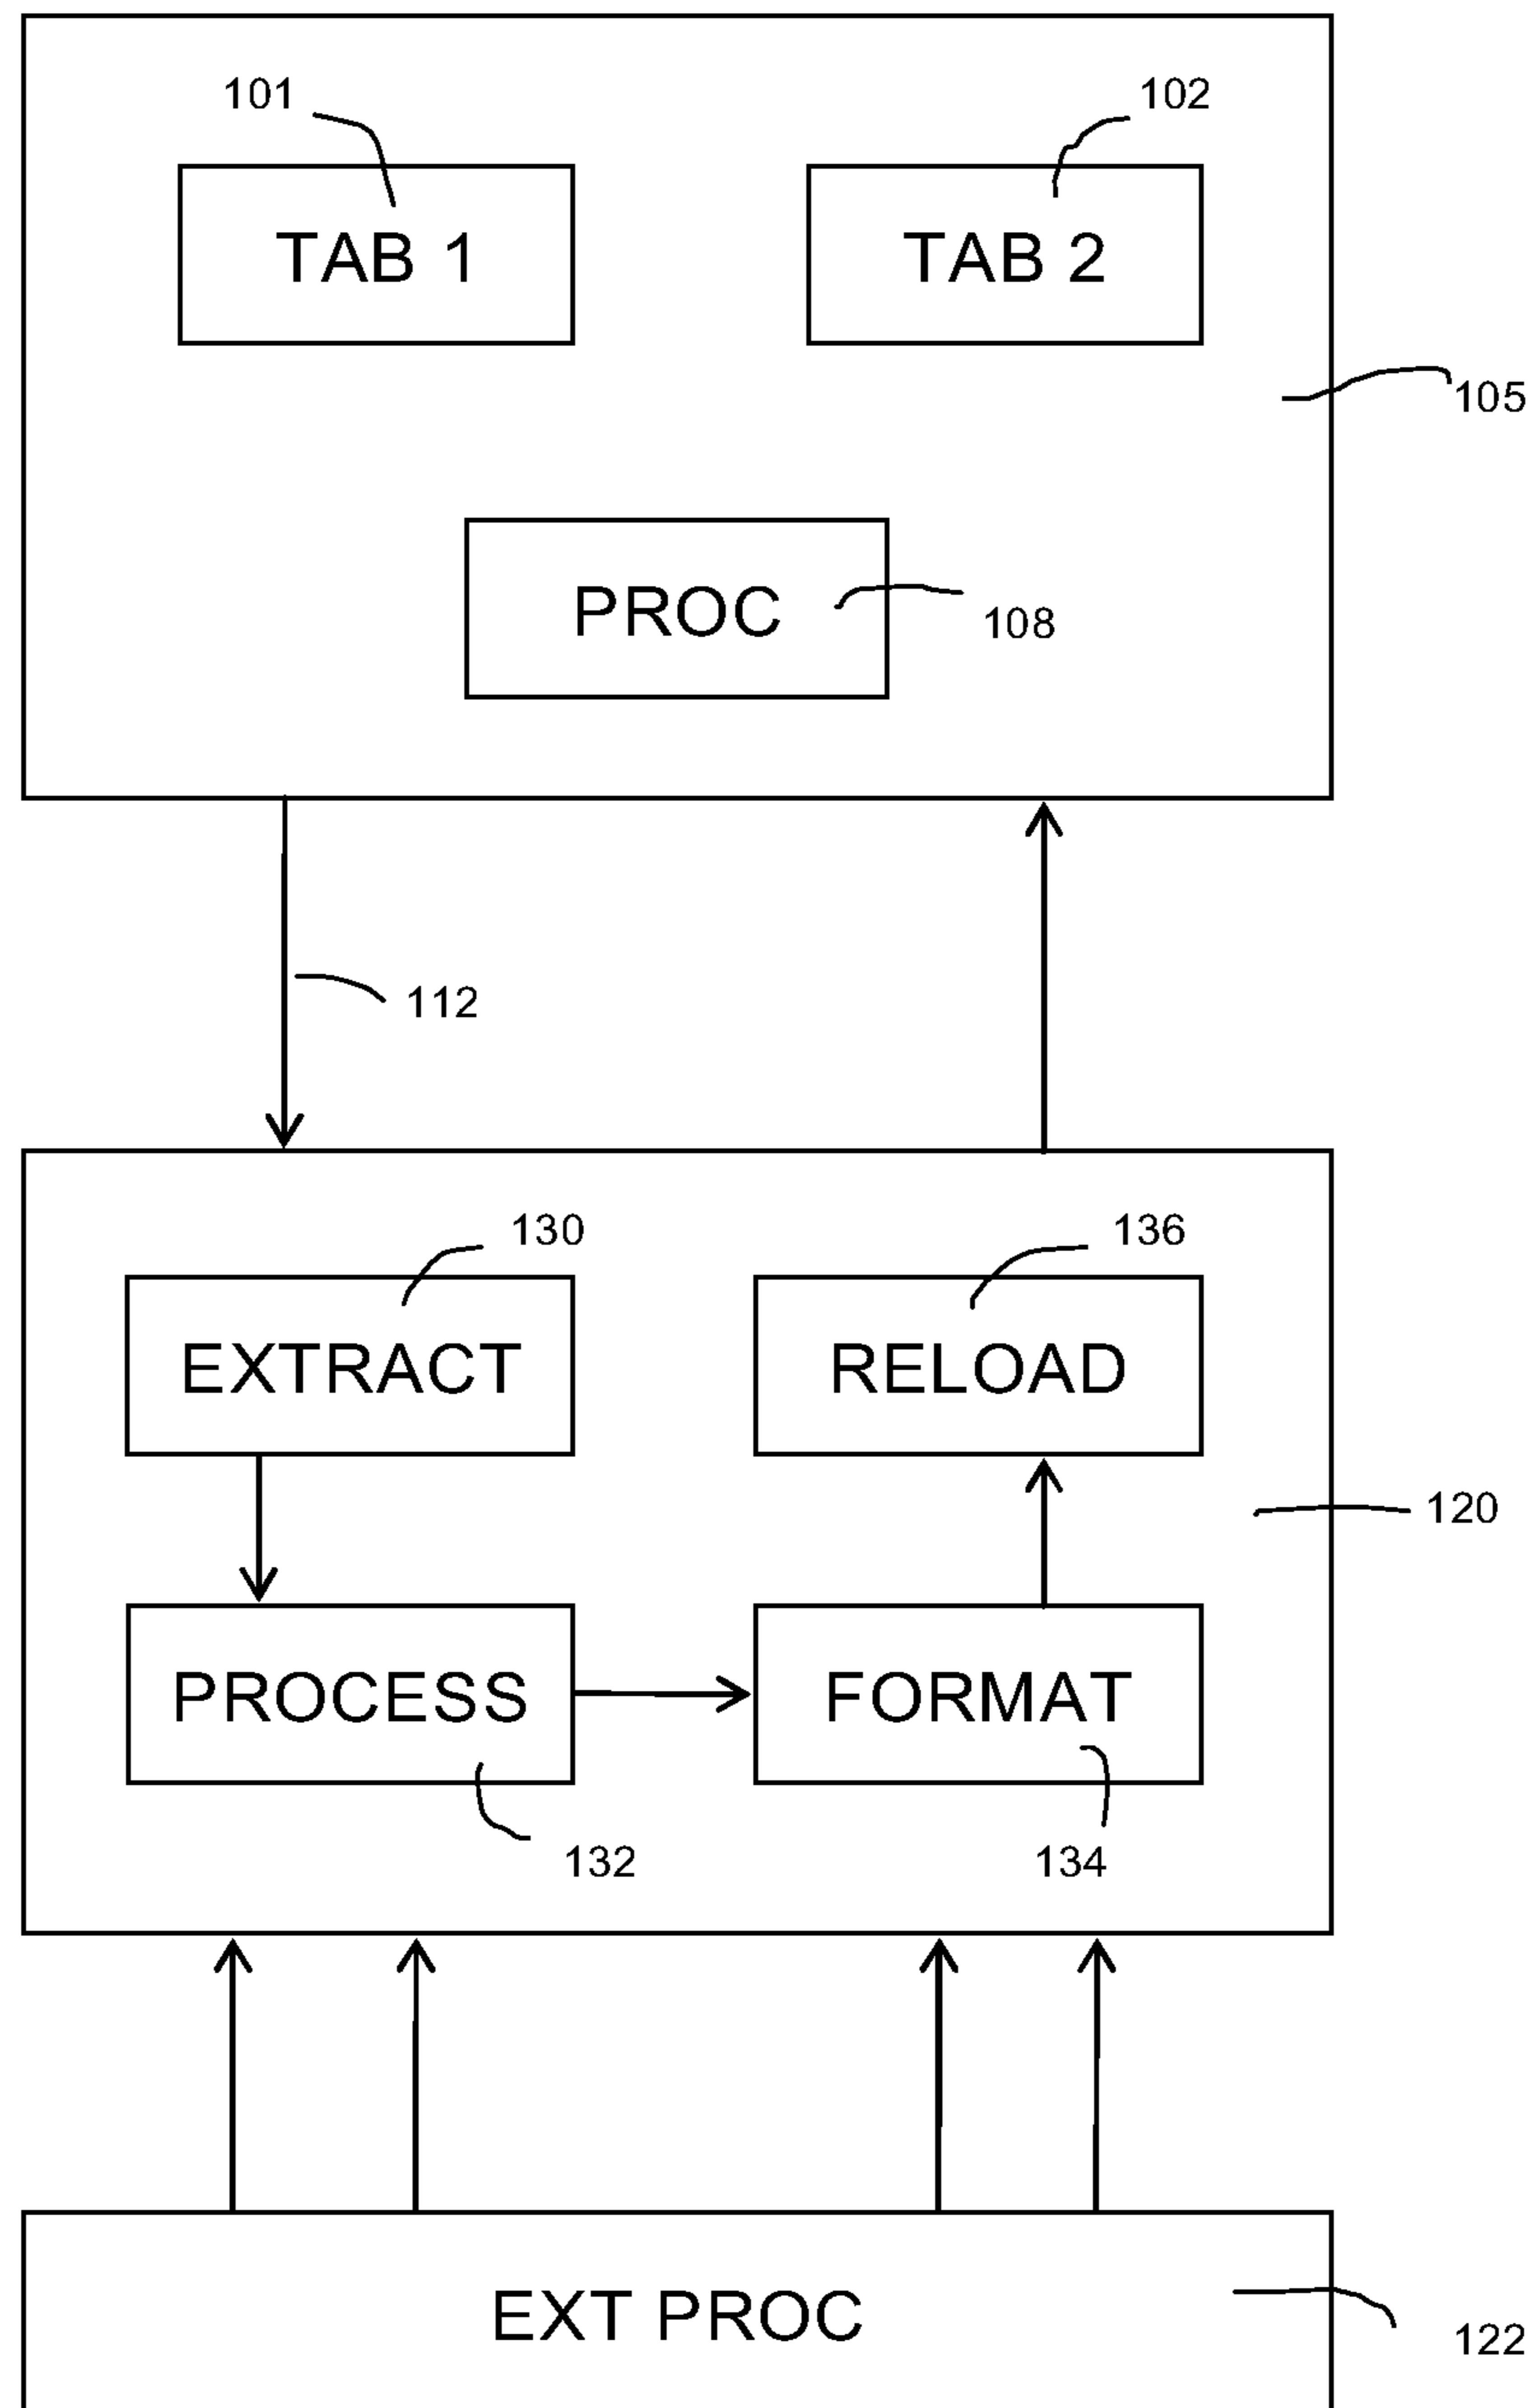 101
102
TAB 1
TAB 2
105
PROC
108
112
130
136
EXTRACT
RELOAD
120
PROCESS
FORMAT
132
134
EXT PROC
122